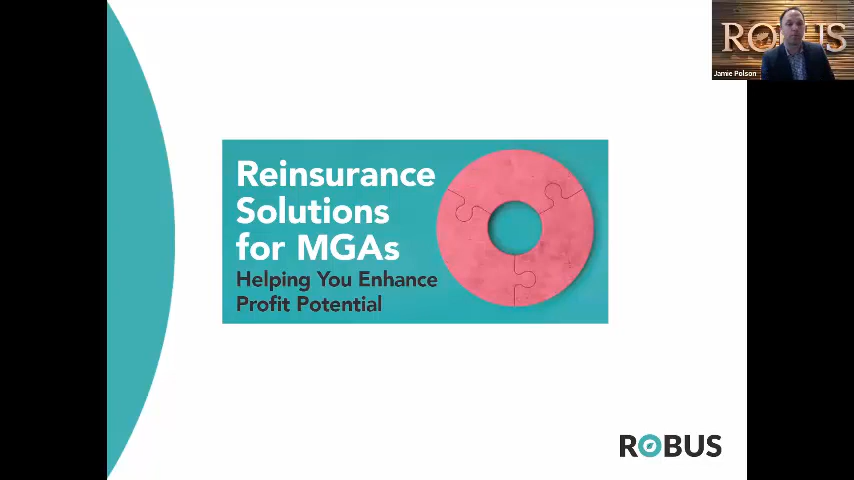 ROBUS
Jamie Polson
Reinsurance
Solutions
for MGAs
Helping You Enhance
Profit Potential
ROBUS